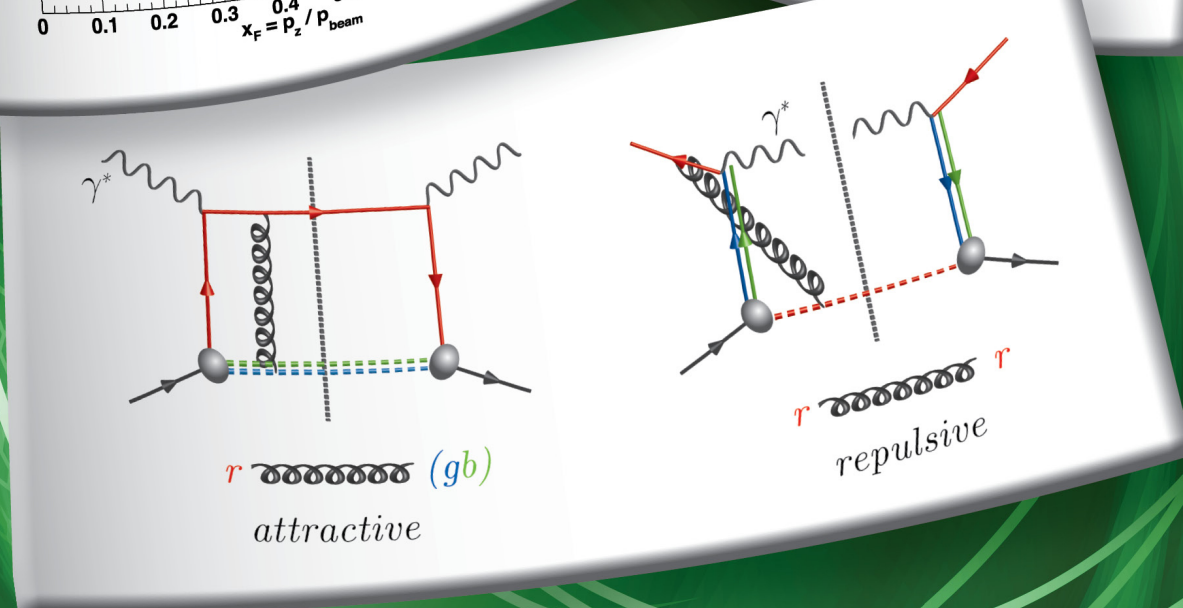 0 0.1 0.2 0.3 0.4
x_F = p_z / p_beam
γ*
γ*
r (gb)
attractive
r r
repulsive